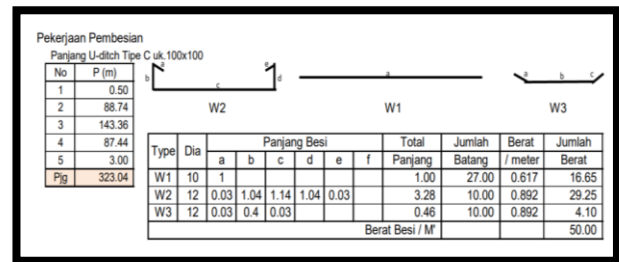 Pekerjaan Pembesian
Panjang U-ditch Tipe C uk.100x100
No P (m)
1 0.50
2 88.74
3 143.36
4 87.44
5 3.00
Pjg 323.04
a e
b c d
W2
a
W1
a b c
W3
Type Dia Panjang Besi Total Jumlah Berat Jumlah
a b c d e f Panjang Batang / meter Berat
W1 10 1 1.00 27.00 0.617 16.65
W2 12 0.03 1.04 1.14 1.04 0.03 3.28 10.00 0.892 29.25
W3 12 0.03 0.4 0.03 0.46 10.00 0.892 4.10
Berat Besi / M' 50.00